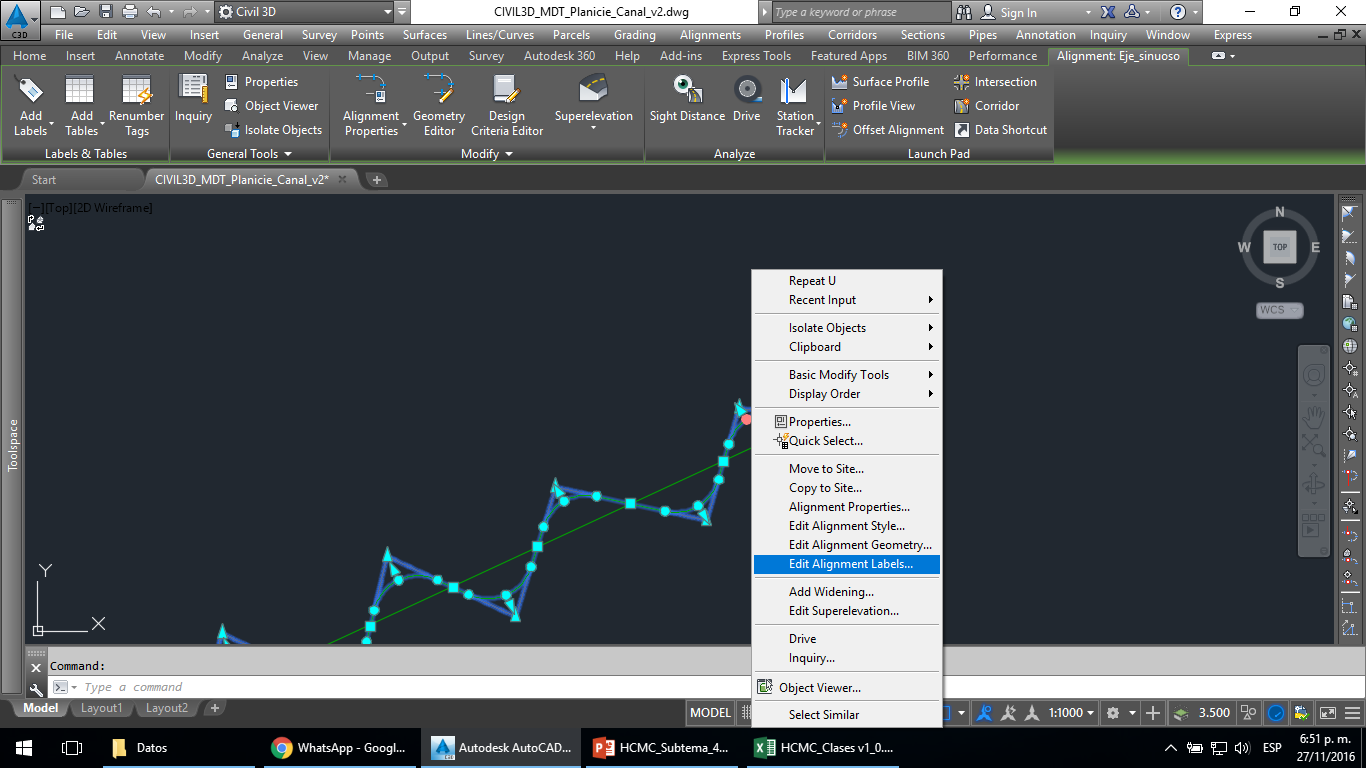 Civil 3D
CIVIL3D_MDT_Planicie_Canal_v2.dwg
Type a keyword or phrase
Sign In
C3D
File Edit View Insert General Survey Points Surfaces Lines/Curves Parcels Grading Alignments Profiles Corridors Sections Pipes Annotation Inquiry Window Express
Home Insert Annotate Modify Analyze View Manage Output Survey Autodesk 360 Help Add-ins Express Tools Featured Apps BIM 360 Performance Alignment: Eje_sinuoso
Add Labels
Add Tables
Renumber Tags
Labels & Tables
Inquiry
Properties
Object Viewer
Isolate Objects
General Tools
Alignment Properties
Geometry Editor
Design Criteria Editor
Superelevation
Modify
Sight Distance
Drive
Station Tracker
Analyze
Surface Profile
Profile View
Offset Alignment
Intersection
Corridor
Data Shortcut
Launch Pad
Start
CIVIL3D_MDT_Planicie_Canal_v2*
[−][Top][2D Wireframe]
N
W TOP E
S
WCS
Toolspace
Repeat U
Recent Input
Isolate Objects
Clipboard
Basic Modify Tools
Display Order
Properties...
Quick Select...
Move to Site...
Copy to Site...
Alignment Properties...
Edit Alignment Style...
Edit Alignment Geometry...
Edit Alignment Labels...
Add Widening...
Edit Superelevation...
Drive
Inquiry...
Object Viewer...
Select Similar
Y
X
Command:
Type a command
Model Layout1 Layout2 +
MODEL
1:1000
3.500
Datos
WhatsApp - Googl...
Autodesk AutoCAD...
HCMC_Subtema_4...
HCMC_Clases v1_0....
ESP
6:51 p. m.
27/11/2016